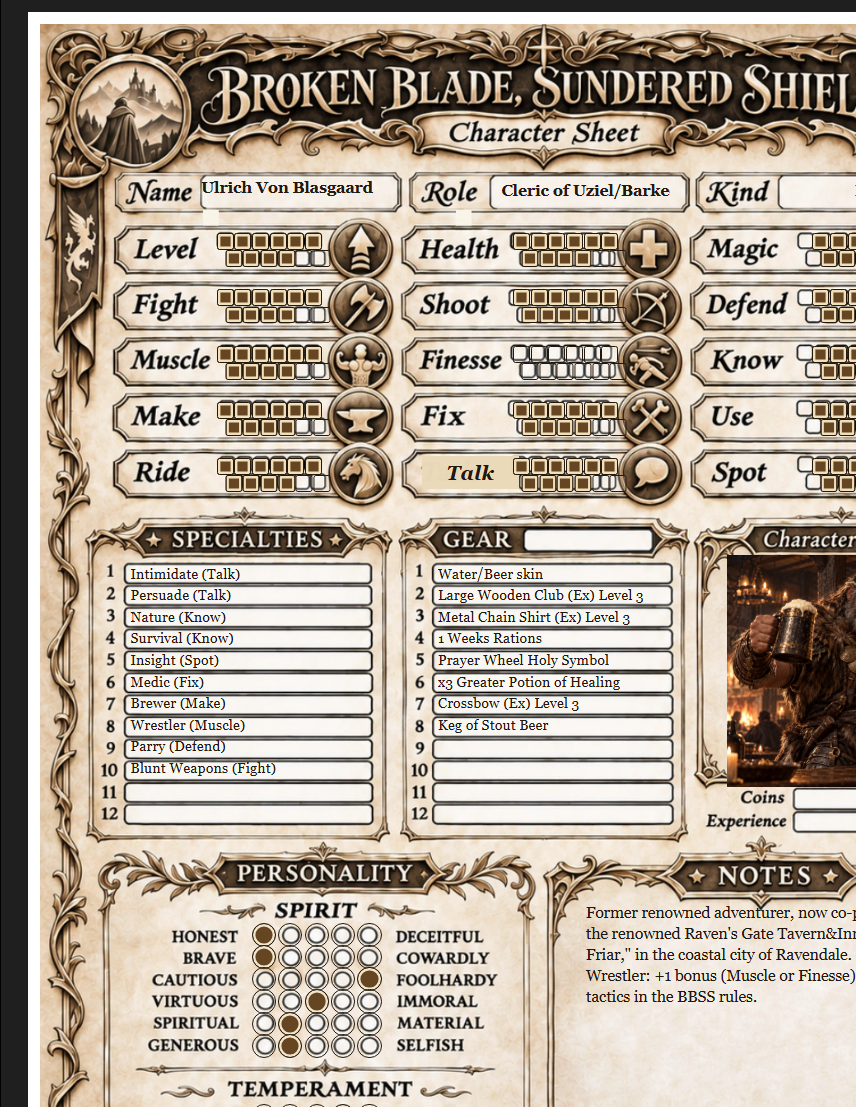 BROKEN BLADE, SUNDERED SHIEL
Character Sheet
Name Ulrich Von Blasgaard Role Cleric of Uziel/Barke Kind
Level Health Magic
Fight Shoot Defend
Muscle Finesse Know
Make Fix Use
Ride Talk Spot
SPECIALTIES
1 Intimidate (Talk)
2 Persuade (Talk)
3 Nature (Know)
4 Survival (Know)
5 Insight (Spot)
6 Medic (Fix)
7 Brewer (Make)
8 Wrestler (Muscle)
9 Parry (Defend)
10 Blunt Weapons (Fight)
11
12
GEAR
1 Water/Beer skin
2 Large Wooden Club (Ex) Level 3
3 Metal Chain Shirt (Ex) Level 3
4 1 Weeks Rations
5 Prayer Wheel Holy Symbol
6 x3 Greater Potion of Healing
7 Crossbow (Ex) Level 3
8 Keg of Stout Beer
9
10
11
12
Character
Coins
Experience
PERSONALITY
SPIRIT
HONEST DECEITFUL
BRAVE COWARDLY
CAUTIOUS FOOLHARDY
VIRTUOUS IMMORAL
SPIRITUAL MATERIAL
GENEROUS SELFISH
TEMPERAMENT
NOTES
Former renowned adventurer, now co-p
the renowned Raven's Gate Tavern&Inn
Friar," in the coastal city of Ravendale.
Wrestler: +1 bonus (Muscle or Finesse)
tactics in the BBSS rules.